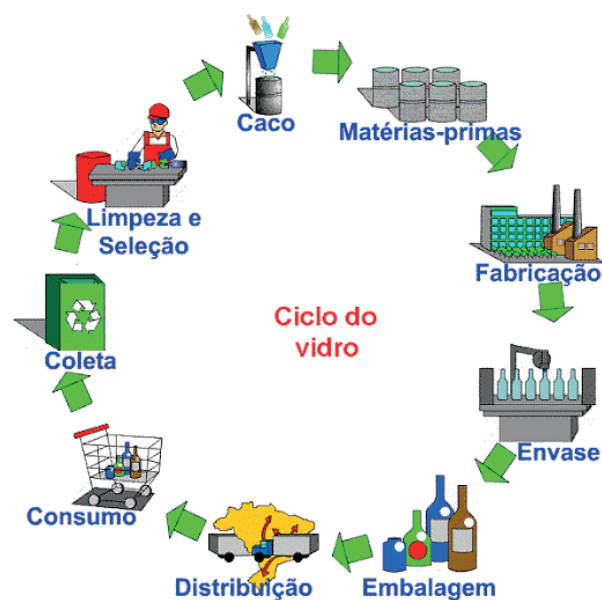 Caco
Matérias-primas
Fabricação
Envase
Embalagem
Distribuição
Consumo
Coleta
Limpeza e
Seleção
Ciclo do
vidro